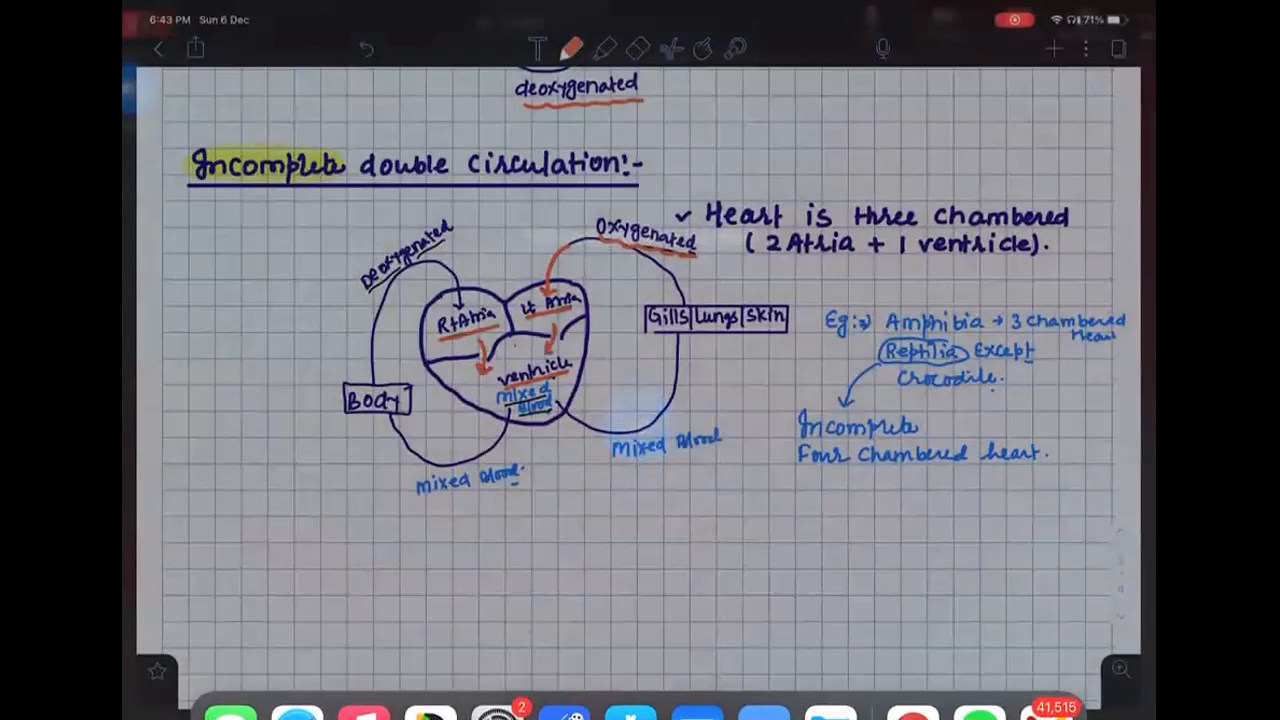 6:43 PM Sun 6 Dec
71%
deoxygenated
Incomplete double circulation:-
✓ Heart is three chambered
( 2 Atria + 1 ventricle).
Deoxygenated
Oxygenated
Rt Atria
Lt Atria
ventricle
mixed
Blood
Body
Gills|Lungs|Skin
mixed Blood.
mixed Blood
Eg:→ Amphibia → 3 chambered
Heart
Reptilia Except
Crocodile.
Incomplete
Four chambered heart.
2
41,515